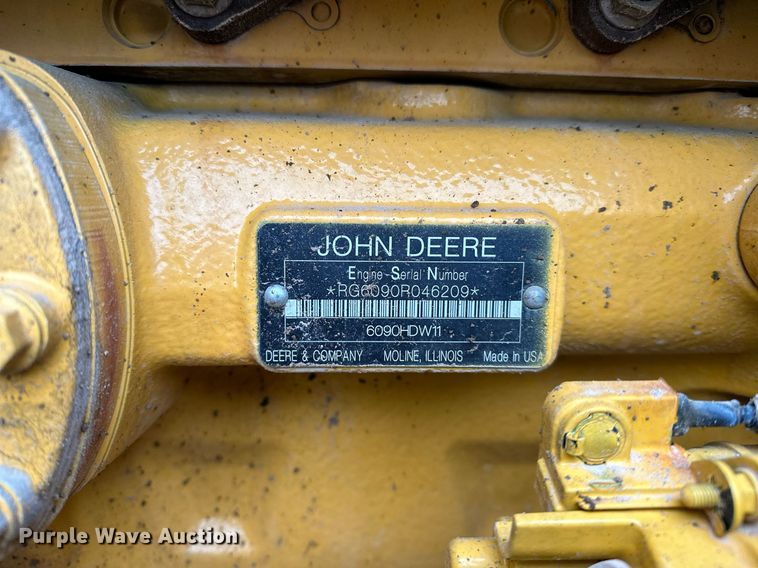 JOHN DEERE
Engine Serial Number
*RG6090R046209*
6090HDW11
DEERE & COMPANY MOLINE, ILLINOIS Made in USA
Purple Wave Auction